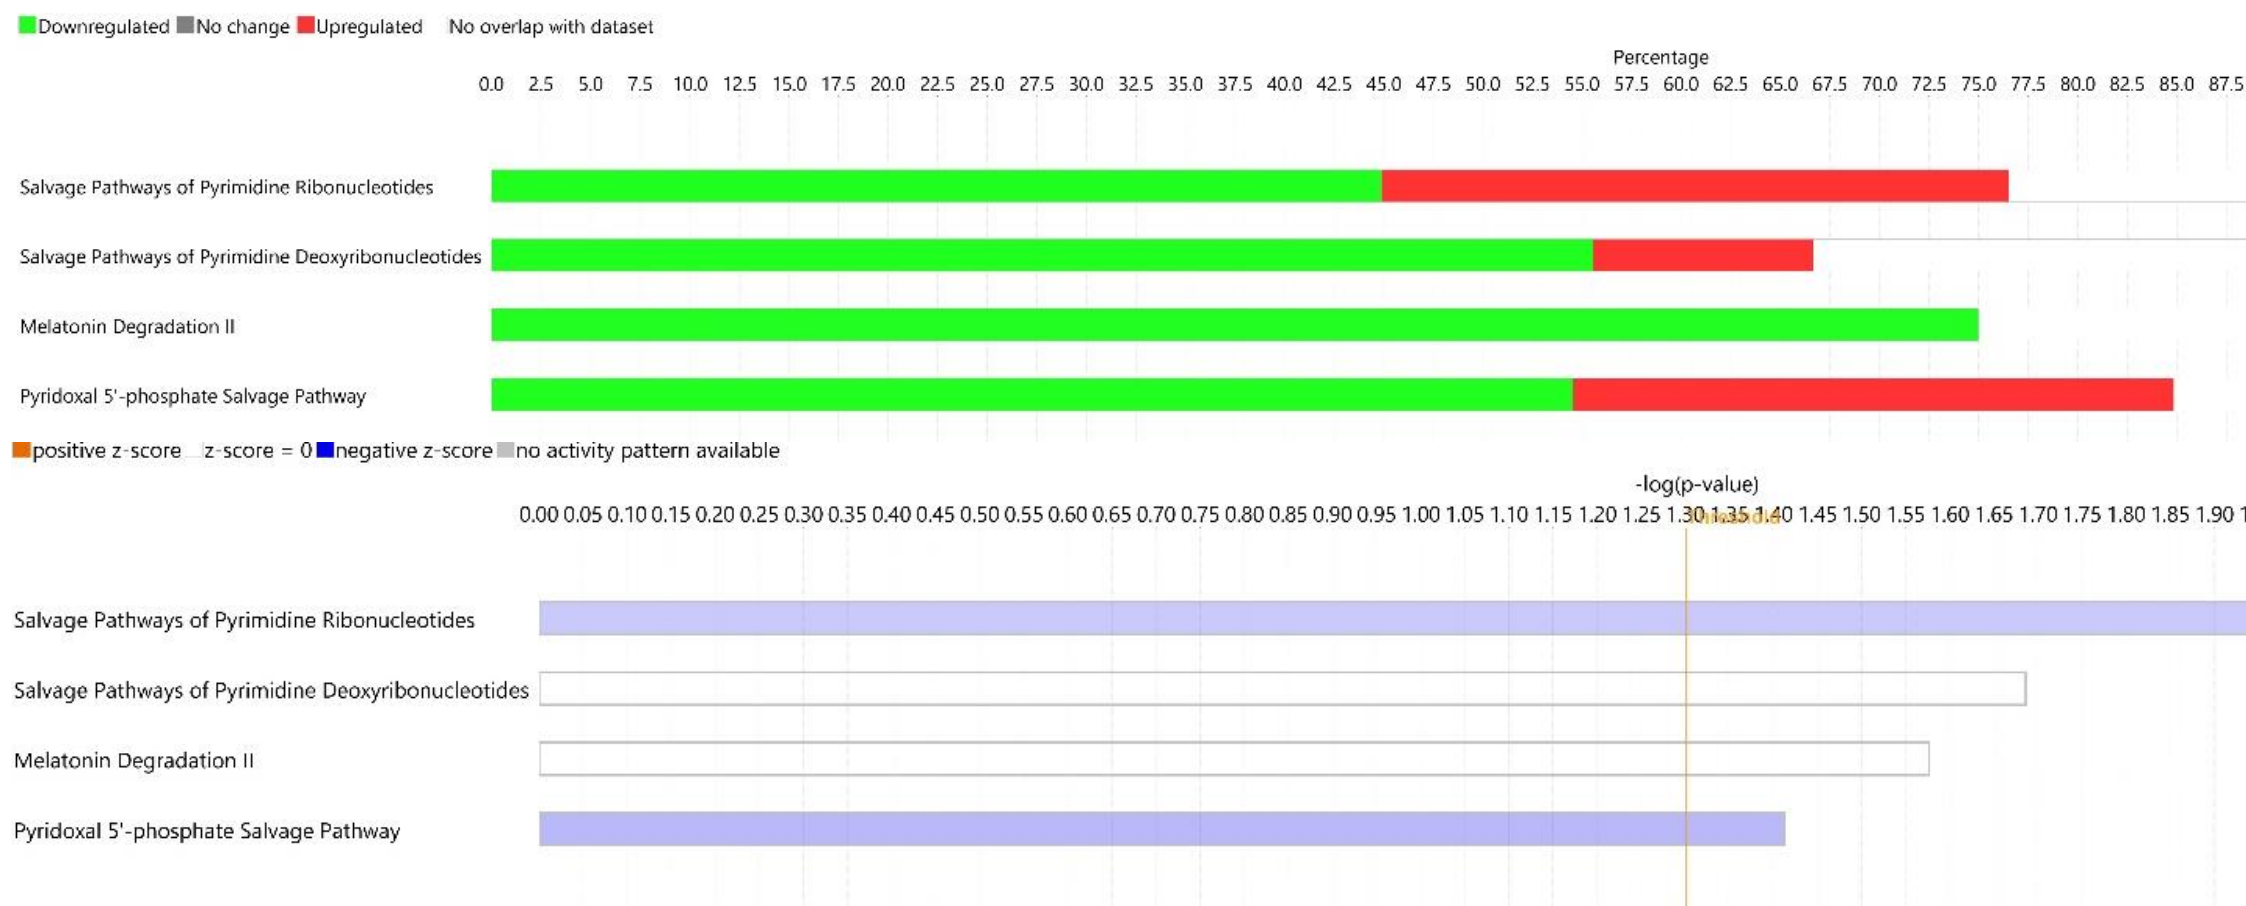 Downregulated No change Upregulated No overlap with dataset
Percentage
0.0 2.5 5.0 7.5 10.0 12.5 15.0 17.5 20.0 22.5 25.0 27.5 30.0 32.5 35.0 37.5 40.0 42.5 45.0 47.5 50.0 52.5 55.0 57.5 60.0 62.5 65.0 67.5 70.0 72.5 75.0 77.5 80.0 82.5 85.0 87.5
Salvage Pathways of Pyrimidine Ribonucleotides
Salvage Pathways of Pyrimidine Deoxyribonucleotides
Melatonin Degradation II
Pyridoxal 5'-phosphate Salvage Pathway
positive z-score z-score = 0 negative z-score no activity pattern available
-log(p-value)
0.00 0.05 0.10 0.15 0.20 0.25 0.30 0.35 0.40 0.45 0.50 0.55 0.60 0.65 0.70 0.75 0.80 0.85 0.90 0.95 1.00 1.05 1.10 1.15 1.20 1.25 1.30 1.35 1.40 1.45 1.50 1.55 1.60 1.65 1.70 1.75 1.80 1.85 1.90 1
Threshold
Salvage Pathways of Pyrimidine Ribonucleotides
Salvage Pathways of Pyrimidine Deoxyribonucleotides
Melatonin Degradation II
Pyridoxal 5'-phosphate Salvage Pathway